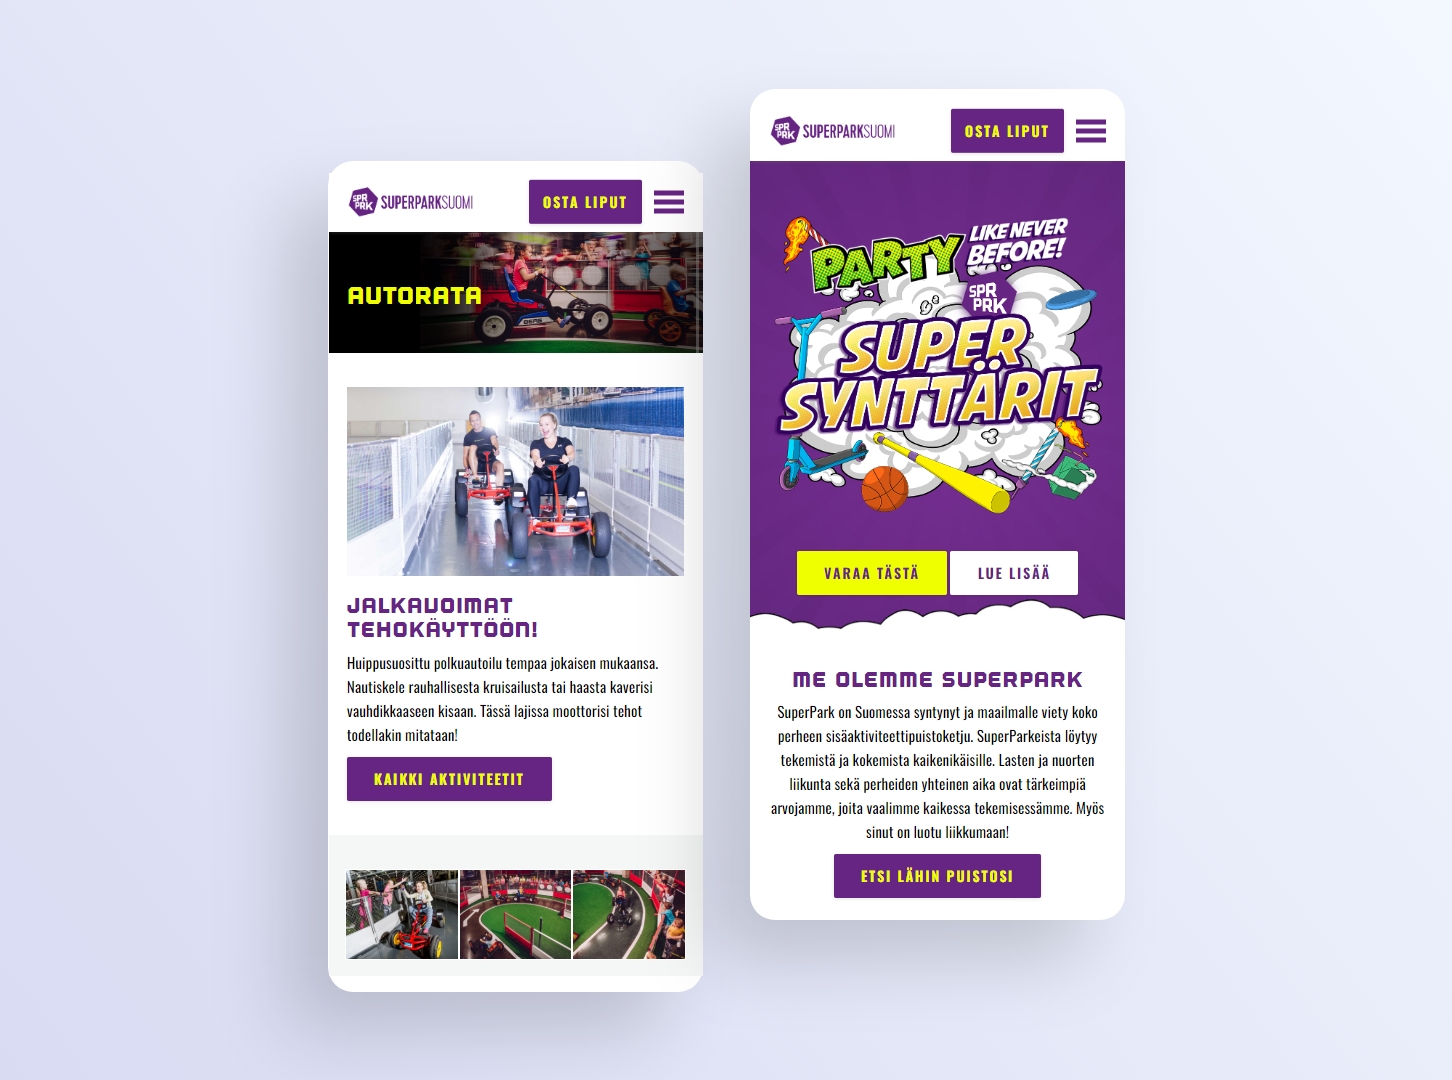 SPR
PRK
SUPERPARKSUOMI
OSTA LIPUT
AUTORATA
BERG
JALKAVOIMAT
TEHOKÄYTTÖÖN!
Huippusuosittu polkuautoilu tempaa jokaisen mukaansa.
Nautiskele rauhallisesta kruisailusta tai haasta kaverisi
vauhdikkaaseen kisaan. Tässä lajissa moottorisi tehot
todellakin mitataan!
KAIKKI AKTIVITEETIT
SPR
PRK
SUPERPARKSUOMI
OSTA LIPUT
PARTY
LIKE NEVER
BEFORE!
SPR
PRK
SUPER
SYNTTÄRIT
VARAA TÄSTÄ
LUE LISÄÄ
ME OLEMME SUPERPARK
SuperPark on Suomessa syntynyt ja maailmalle viety koko
perheen sisäaktiviteettipuistoketju. SuperParkeista löytyy
tekemistä ja kokemista kaikenikäisille. Lasten ja nuorten
liikunta sekä perheiden yhteinen aika ovat tärkeimpiä
arvojamme, joita vaalimme kaikessa tekemisessämme. Myös
sinut on luotu liikkumaan!
ETSI LÄHIN PUISTOSI